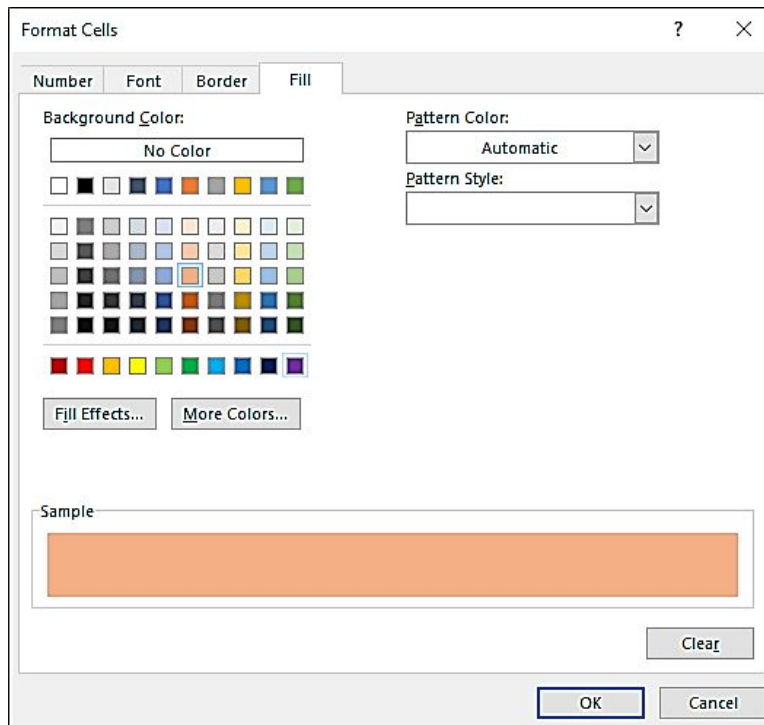 Format Cells ?
Number Font Border Fill
Background Color:
No Color
Pattern Color:
Automatic
Pattern Style:
Fill Effects... More Colors...
Sample
Clear
OK Cancel